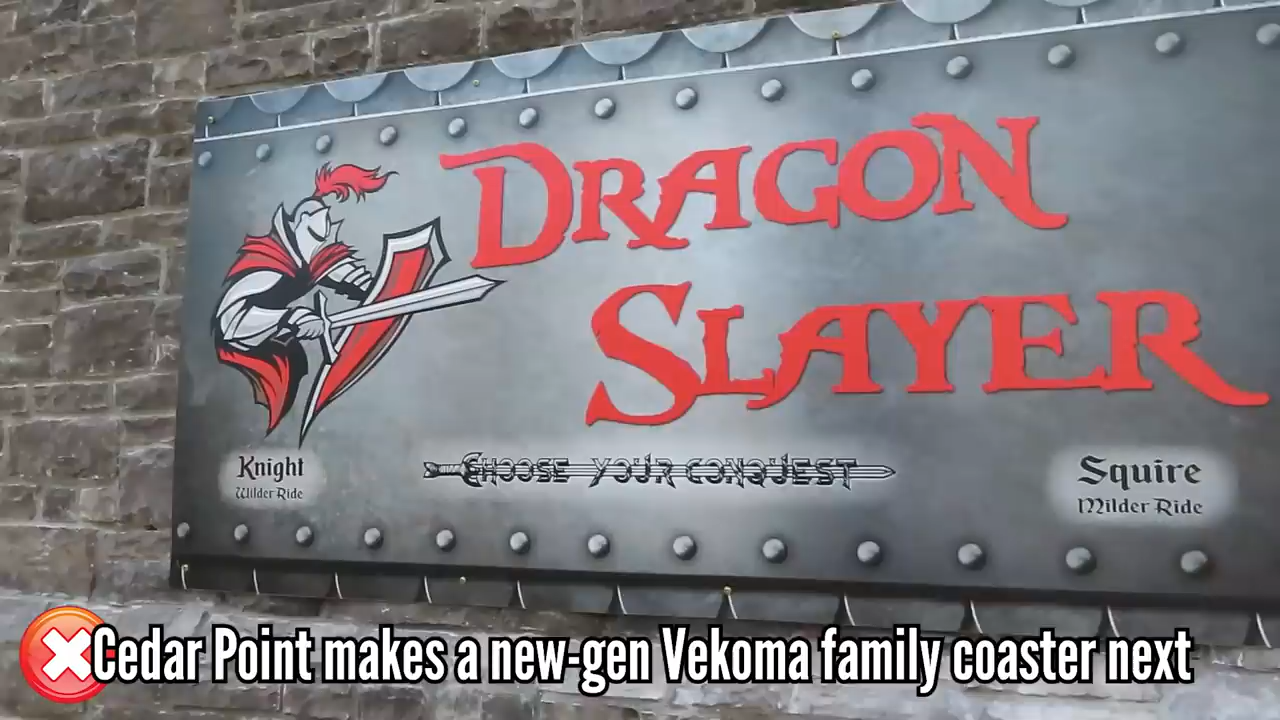 DRAGON
SLAYER
Knight
Wilder Ride
CHOOSE YOUR CONQUEST
Squire
Milder Ride
Cedar Point makes a new-gen Vekoma family coaster next